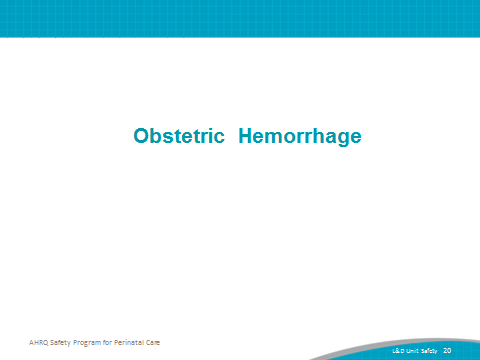 Obstetric Hemorrhage
AHRQ Safety Program for Perinatal Care
L&D Unit Safety 20